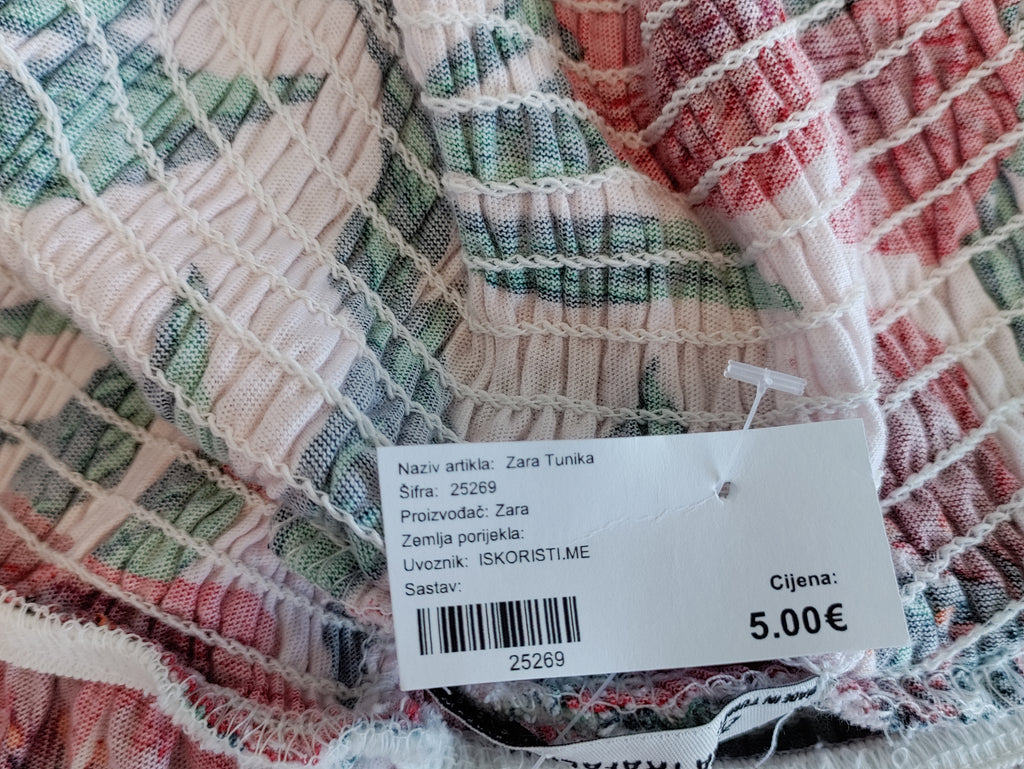 Naziv artikla: Zara Tunika
Šifra: 25269
Proizvođač: Zara
Zemlja porijekla:
Uvoznik: ISKORISTI.ME
Sastav:
Cijena:
5.00€
25269